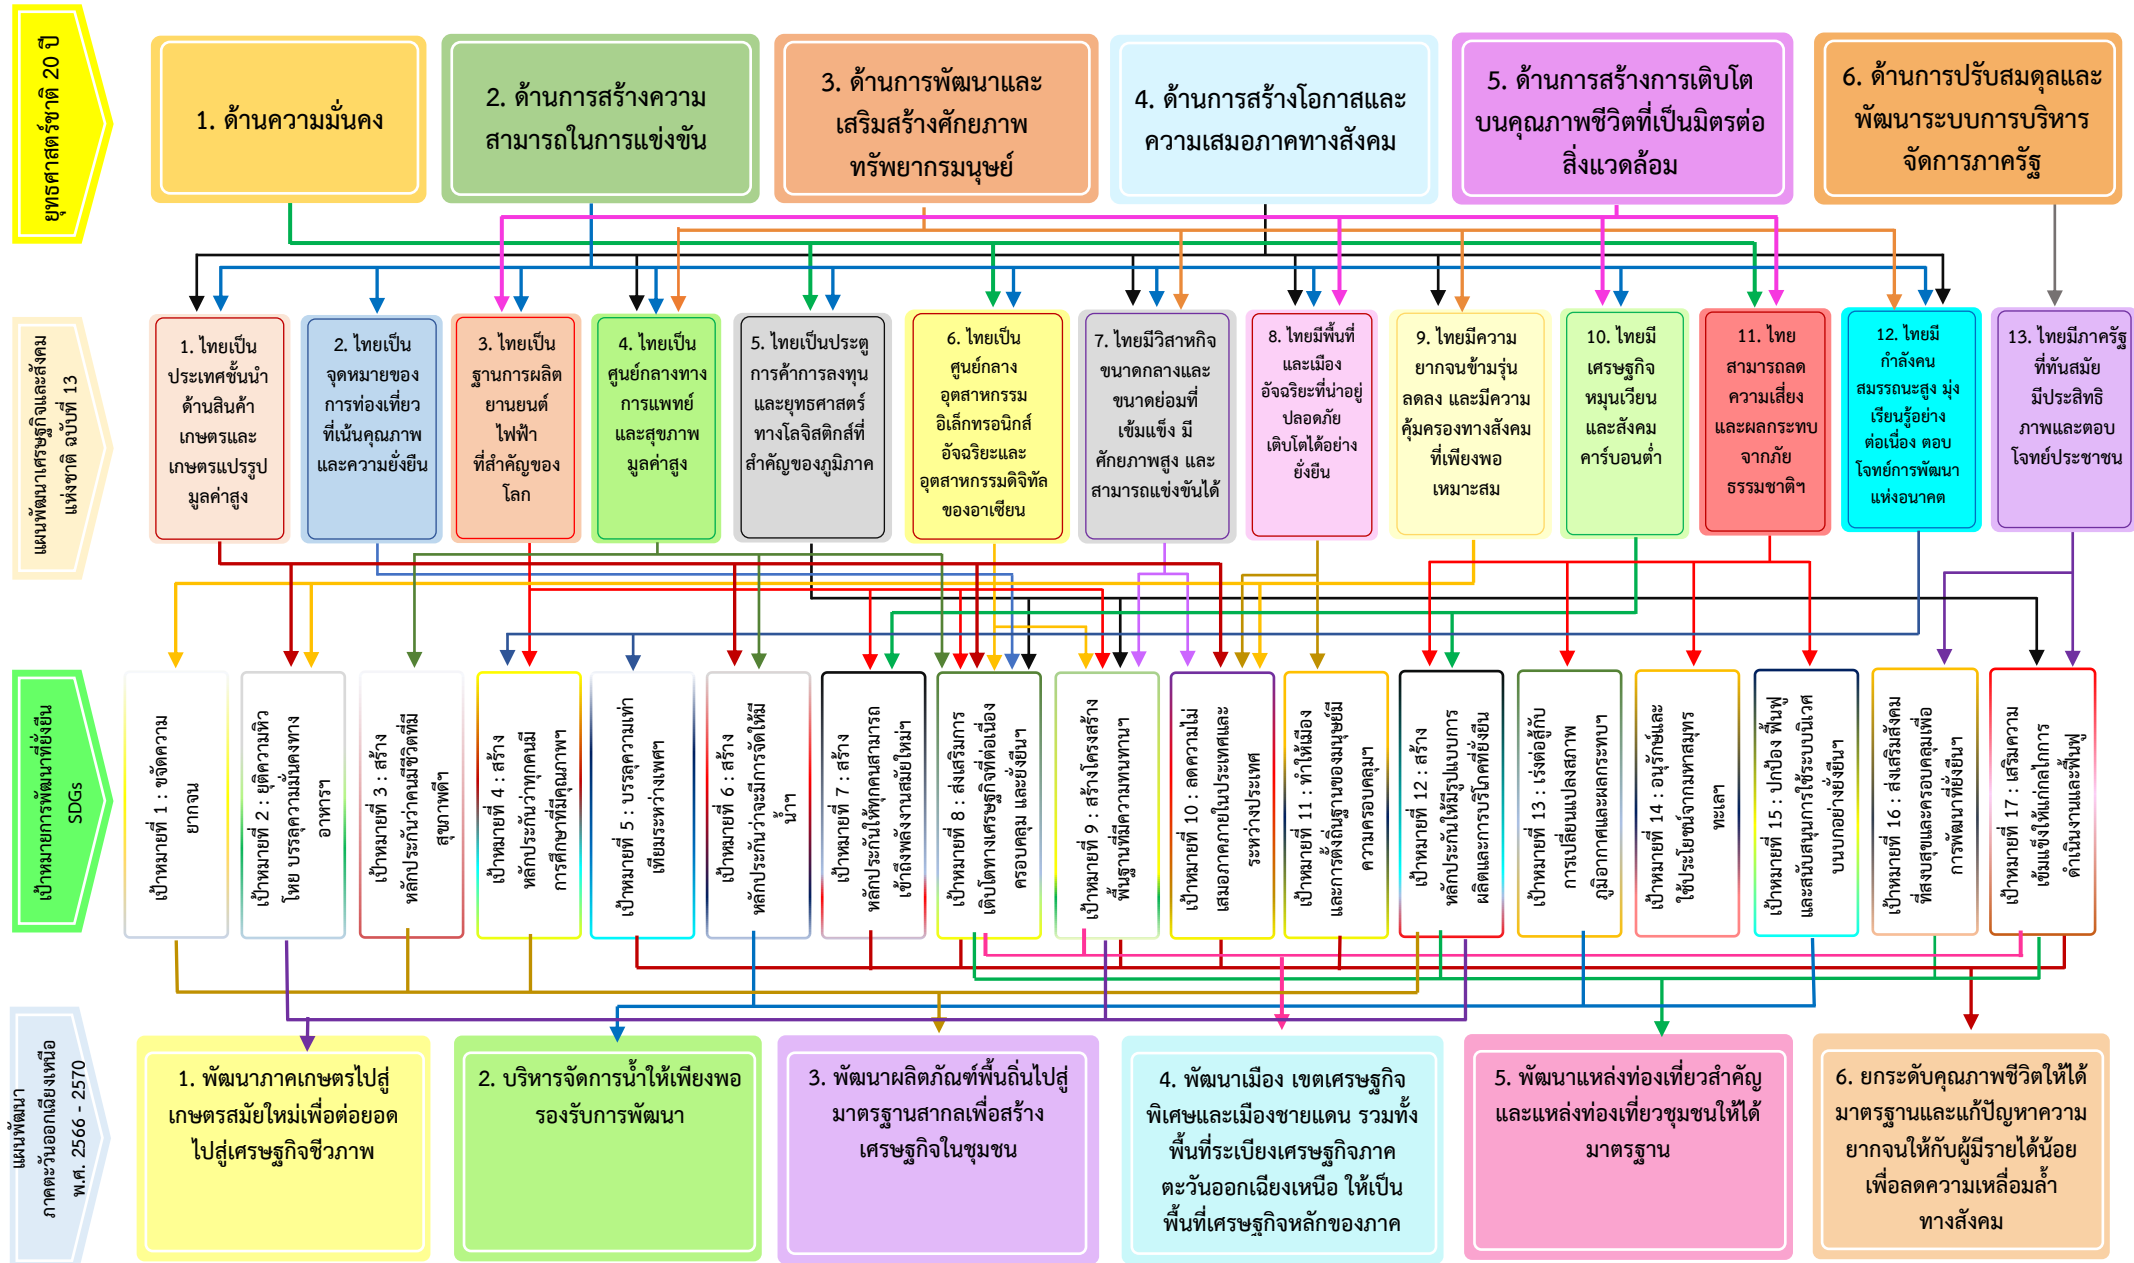 ยุทธศาสตร์ชาติ 20 ปี
1. ด้านความมั่นคง
2. ด้านการสร้างความ
สามารถในการแข่งขัน
3. ด้านการพัฒนาและ
เสริมสร้างศักยภาพ
ทรัพยากรมนุษย์
4. ด้านการสร้างโอกาสและ
ความเสมอภาคทางสังคม
5. ด้านการสร้างการเติบโต
บนคุณภาพชีวิตที่เป็นมิตรต่อ
สิ่งแวดล้อม
6. ด้านการปรับสมดุลและ
พัฒนาระบบการบริหาร
จัดการภาครัฐ
แผนพัฒนาเศรษฐกิจและสังคม
แห่งชาติ ฉบับที่ 13
1. ไทยเป็น
ประเทศชั้นนำ
ด้านสินค้า
เกษตรและ
เกษตรแปรรูป
มูลค่าสูง
2. ไทยเป็น
จุดหมายของ
การท่องเที่ยว
ที่เน้นคุณภาพ
และความยั่งยืน
3. ไทยเป็น
ฐานการผลิต
ยานยนต์
ไฟฟ้า
ที่สำคัญของ
โลก
4. ไทยเป็น
ศูนย์กลางทาง
การแพทย์
และสุขภาพ
มูลค่าสูง
5. ไทยเป็นประตู
การค้าการลงทุน
และยุทธศาสตร์
ทางโลจิสติกส์ที่
สำคัญของภูมิภาค
6. ไทยเป็น
ศูนย์กลาง
อุตสาหกรรม
อิเล็กทรอนิกส์
อัจฉริยะและ
อุตสาหกรรมดิจิทัล
ของอาเซียน
7. ไทยมีวิสาหกิจ
ขนาดกลางและ
ขนาดย่อมที่
เข้มแข็ง มี
ศักยภาพสูง และ
สามารถแข่งขันได้
8. ไทยมีพื้นที่
และเมือง
อัจฉริยะที่น่าอยู่
ปลอดภัย
เติบโตได้อย่าง
ยั่งยืน
9. ไทยมีความ
ยากจนข้ามรุ่น
ลดลง และมีความ
คุ้มครองทางสังคม
ที่เพียงพอ
เหมาะสม
10. ไทยมี
เศรษฐกิจ
หมุนเวียน
และสังคม
คาร์บอนต่ำ
11. ไทย
สามารถลด
ความเสี่ยง
และผลกระทบ
จากภัย
ธรรมชาติฯ
12. ไทยมี
กำลังคน
สมรรถนะสูง มุ่ง
เรียนรู้อย่าง
ต่อเนื่อง ตอบ
โจทย์การพัฒนา
แห่งอนาคต
13. ไทยมีภาครัฐ
ที่ทันสมัย
มีประสิทธิ
ภาพและตอบ
โจทย์ประชาชน
เป้าหมายการพัฒนาที่ยั่งยืน
SDGs
เป้าหมายที่ 1 : ขจัดความ
ยากจน
เป้าหมายที่ 2 : ยุติความหิว
โหย บรรลุความมั่นคงทาง
อาหารฯ
เป้าหมายที่ 3 : สร้าง
หลักประกันว่าคนมีชีวิตที่มี
สุขภาพดีฯ
เป้าหมายที่ 4 : สร้าง
หลักประกันว่าทุกคนมี
การศึกษาที่มีคุณภาพฯ
เป้าหมายที่ 5 : บรรลุความเท่า
เทียมระหว่างเพศฯ
เป้าหมายที่ 6 : สร้าง
หลักประกันว่าจะมีการจัดให้มี
น้ำฯ
เป้าหมายที่ 7 : สร้าง
หลักประกันให้ทุกคนสามารถ
เข้าถึงพลังงานสมัยใหม่ฯ
เป้าหมายที่ 8 : ส่งเสริมการ
เติบโตทางเศรษฐกิจที่ต่อเนื่อง
ครอบคลุม และยั่งยืนฯ
เป้าหมายที่ 9 : สร้างโครงสร้าง
พื้นฐานที่มีความทนทานฯ
เป้าหมายที่ 10 : ลดความไม่
เสมอภาคภายในประเทศและ
ระหว่างประเทศ
เป้าหมายที่ 11 : ทำให้เมือง
และการตั้งถิ่นฐานของมนุษย์มี
ความครอบคลุมฯ
เป้าหมายที่ 12 : สร้าง
หลักประกันให้มีรูปแบบการ
ผลิตและการบริโภคที่ยั่งยืน
เป้าหมายที่ 13 : เร่งต่อสู้กับ
การเปลี่ยนแปลงสภาพ
ภูมิอากาศและผลกระทบฯ
เป้าหมายที่ 14 : อนุรักษ์และ
ใช้ประโยชน์จากมหาสมุทร
ทะเลฯ
เป้าหมายที่ 15 : ปกป้อง ฟื้นฟู
และสนับสนุนการใช้ระบบนิเวศ
บนบกอย่างยั่งยืนฯ
เป้าหมายที่ 16 : ส่งเสริมสังคม
ที่สงบสุขและครอบคลุมเพื่อ
การพัฒนาที่ยั่งยืนฯ
เป้าหมายที่ 17 : เสริมความ
เข้มแข็งให้แก่กลไกการ
ดำเนินงานและฟื้นฟู
แผนพัฒนา
ภาคตะวันออกเฉียงเหนือ
พ.ศ. 2566 - 2570
1. พัฒนาภาคเกษตรไปสู่
เกษตรสมัยใหม่เพื่อต่อยอด
ไปสู่เศรษฐกิจชีวภาพ
2. บริหารจัดการน้ำให้เพียงพอ
รองรับการพัฒนา
3. พัฒนาผลิตภัณฑ์พื้นถิ่นไปสู่
มาตรฐานสากลเพื่อสร้าง
เศรษฐกิจในชุมชน
4. พัฒนาเมือง เขตเศรษฐกิจ
พิเศษและเมืองชายแดน รวมทั้ง
พื้นที่ระเบียงเศรษฐกิจภาค
ตะวันออกเฉียงเหนือ ให้เป็น
พื้นที่เศรษฐกิจหลักของภาค
5. พัฒนาแหล่งท่องเที่ยวสำคัญ
และแหล่งท่องเที่ยวชุมชนให้ได้
มาตรฐาน
6. ยกระดับคุณภาพชีวิตให้ได้
มาตรฐานและแก้ปัญหาความ
ยากจนให้กับผู้มีรายได้น้อย
เพื่อลดความเหลื่อมล้ำ
ทางสังคม